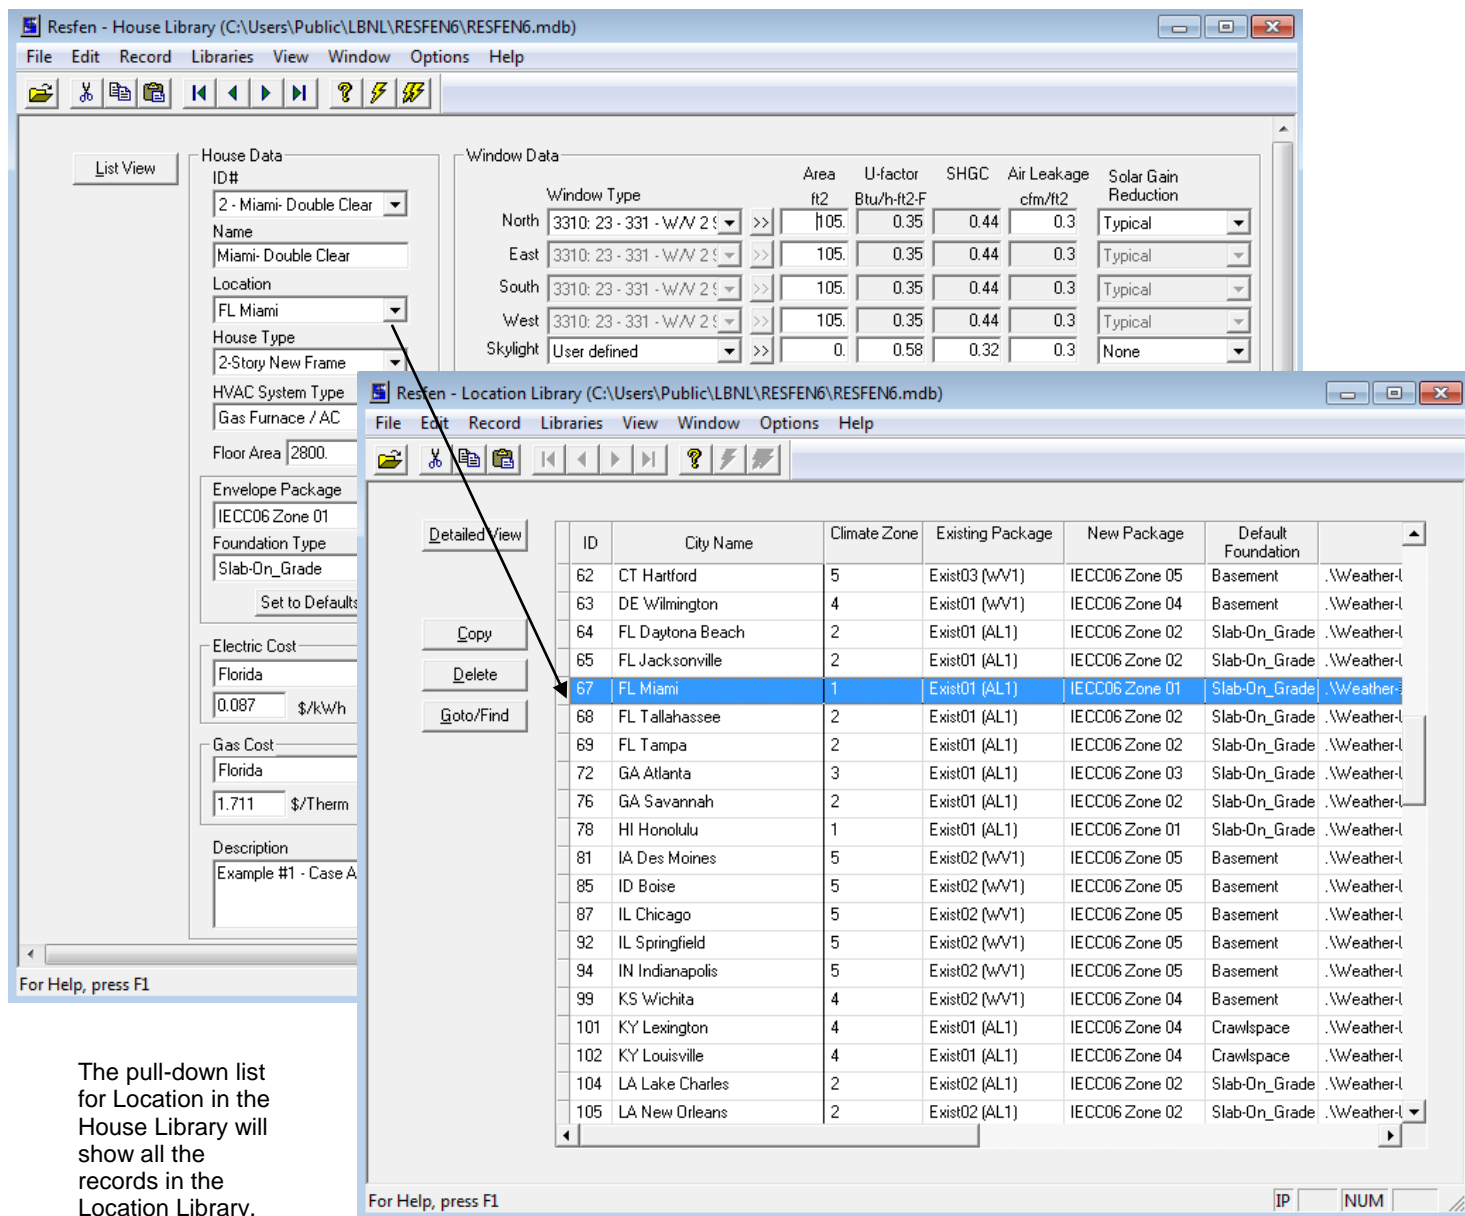 Resfen - House Library (C:\Users\Public\LBNL\RESFEN6\RESFEN6.mdb)
File Edit Record Libraries View Window Options Help
List View
House Data
ID#
2 - Miami- Double Clear
Name
Miami- Double Clear
Location
FL Miami
House Type
2-Story New Frame
HVAC System Type
Gas Furnace / AC
Floor Area 2800.
Envelope Package
IECC06 Zone 01
Foundation Type
Slab-On_Grade
Set to Defaults
Electric Cost
Florida
0.087 $/kWh
Gas Cost
Florida
1.711 $/Therm
Description
Example #1 - Case A
For Help, press F1
Window Data
Area U-factor SHGC Air Leakage Solar Gain
Window Type ft2 Btu/h-ft2-F cfm/ft2 Reduction
North 3310: 23 - 331 - W/V 2 >> 105. 0.35 0.44 0.3 Typical
East 3310: 23 - 331 - W/V 2 >> 105. 0.35 0.44 0.3 Typical
South 3310: 23 - 331 - W/V 2 >> 105. 0.35 0.44 0.3 Typical
West 3310: 23 - 331 - W/V 2 >> 105. 0.35 0.44 0.3 Typical
Skylight User defined >> 0. 0.58 0.32 0.3 None
Resfen - Location Library (C:\Users\Public\LBNL\RESFEN6\RESFEN6.mdb)
File Edit Record Libraries View Window Options Help
Detailed View
Copy
Delete
Goto/Find
ID City Name Climate Zone Existing Package New Package Default Foundation
62 CT Hartford 5 Exist03 (WV1) IECC06 Zone 05 Basement .\Weather-
63 DE Wilmington 4 Exist01 (WV1) IECC06 Zone 04 Basement .\Weather-
64 FL Daytona Beach 2 Exist01 (AL1) IECC06 Zone 02 Slab-On_Grade .\Weather-
65 FL Jacksonville 2 Exist01 (AL1) IECC06 Zone 02 Slab-On_Grade .\Weather-
67 FL Miami 1 Exist01 (AL1) IECC06 Zone 01 Slab-On_Grade .\Weather-
68 FL Tallahassee 2 Exist01 (AL1) IECC06 Zone 02 Slab-On_Grade .\Weather-
69 FL Tampa 2 Exist01 (AL1) IECC06 Zone 02 Slab-On_Grade .\Weather-
72 GA Atlanta 3 Exist01 (AL1) IECC06 Zone 03 Slab-On_Grade .\Weather-
76 GA Savannah 2 Exist01 (AL1) IECC06 Zone 02 Slab-On_Grade .\Weather-
78 HI Honolulu 1 Exist01 (AL1) IECC06 Zone 01 Slab-On_Grade .\Weather-
81 IA Des Moines 5 Exist02 (WV1) IECC06 Zone 05 Basement .\Weather-
85 ID Boise 5 Exist02 (WV1) IECC06 Zone 05 Basement .\Weather-
87 IL Chicago 5 Exist02 (WV1) IECC06 Zone 05 Basement .\Weather-
92 IL Springfield 5 Exist02 (WV1) IECC06 Zone 05 Basement .\Weather-
94 IN Indianapolis 5 Exist02 (WV1) IECC06 Zone 05 Basement .\Weather-
99 KS Wichita 4 Exist02 (WV1) IECC06 Zone 04 Basement .\Weather-
101 KY Lexington 4 Exist01 (AL1) IECC06 Zone 04 Crawlspace .\Weather-
102 KY Louisville 4 Exist01 (AL1) IECC06 Zone 04 Crawlspace .\Weather-
104 LA Lake Charles 2 Exist02 (AL1) IECC06 Zone 02 Slab-On_Grade .\Weather-
105 LA New Orleans 2 Exist02 (AL1) IECC06 Zone 02 Slab-On_Grade .\Weather-
For Help, press F1 IP NUM
The pull-down list
for Location in the
House Library will
show all the
records in the
Location Library.